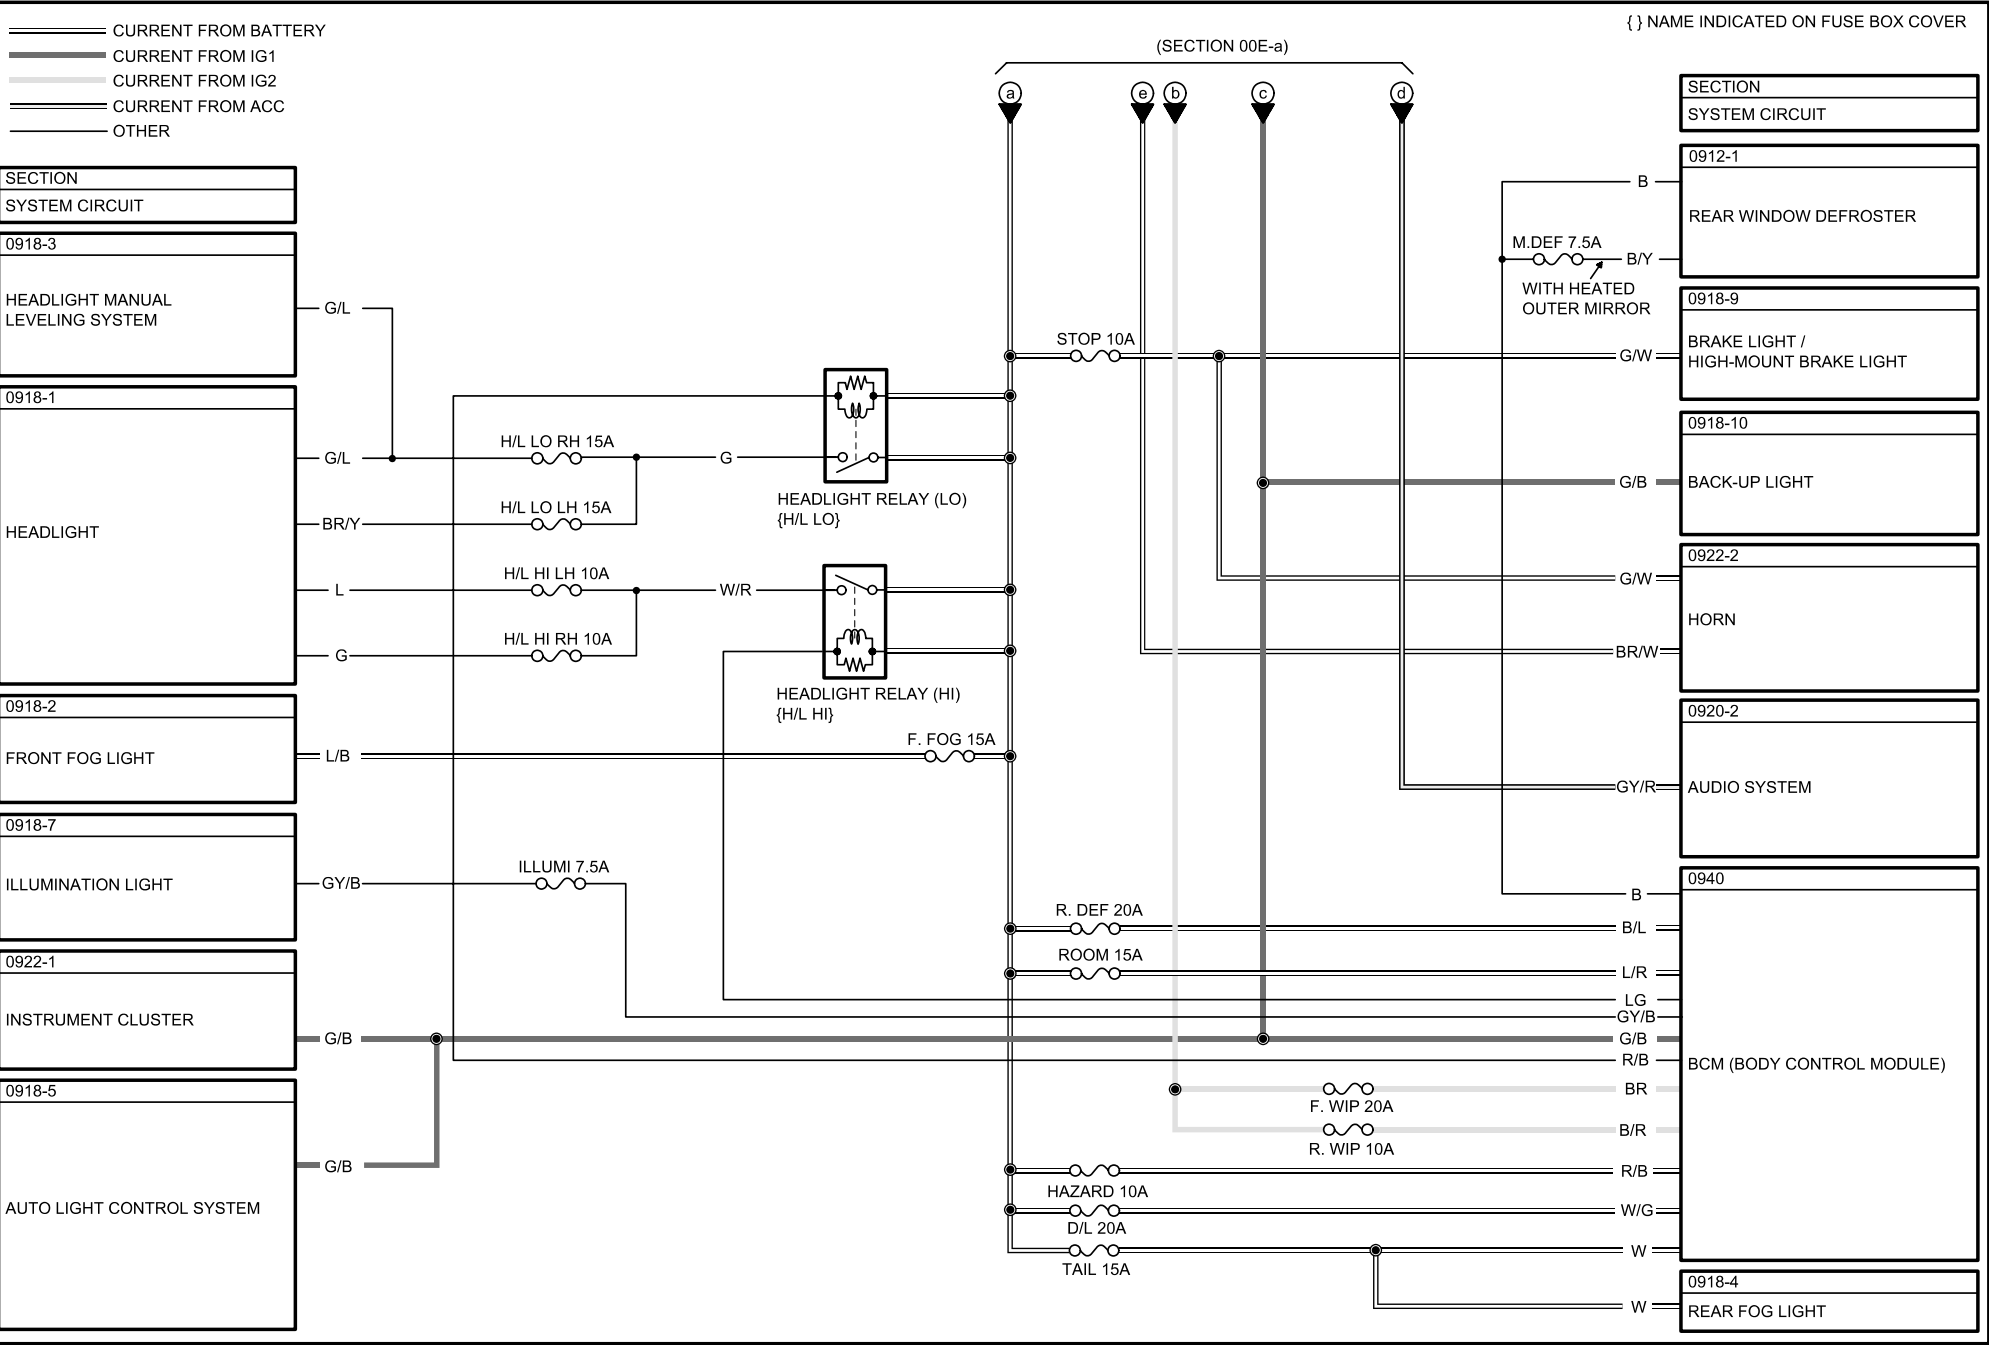 CURRENT FROM BATTERY
CURRENT FROM IG1
CURRENT FROM IG2
CURRENT FROM ACC
OTHER
{ } NAME INDICATED ON FUSE BOX COVER
(SECTION 00E-a)
a
e
b
c
d
SECTION
SYSTEM CIRCUIT
0918-3
HEADLIGHT MANUAL
LEVELING SYSTEM
G/L
0918-1
HEADLIGHT
G/L
H/L LO RH 15A
G
BR/Y
H/L LO LH 15A
L
H/L HI LH 10A
W/R
G
H/L HI RH 10A
HEADLIGHT RELAY (LO)
{H/L LO}
HEADLIGHT RELAY (HI)
{H/L HI}
0918-2
FRONT FOG LIGHT
L/B
F. FOG 15A
0918-7
ILLUMINATION LIGHT
GY/B
ILLUMI 7.5A
0922-1
INSTRUMENT CLUSTER
G/B
0918-5
AUTO LIGHT CONTROL SYSTEM
G/B
STOP 10A
R. DEF 20A
ROOM 15A
F. WIP 20A
R. WIP 10A
HAZARD 10A
D/L 20A
TAIL 15A
SECTION
SYSTEM CIRCUIT
0912-1
REAR WINDOW DEFROSTER
B
M.DEF 7.5A
B/Y
WITH HEATED
OUTER MIRROR
0918-9
BRAKE LIGHT /
HIGH-MOUNT BRAKE LIGHT
G/W
0918-10
BACK-UP LIGHT
G/B
0922-2
HORN
G/W
BR/W
0920-2
AUDIO SYSTEM
GY/R
0940
BCM (BODY CONTROL MODULE)
B
B/L
L/R
LG
GY/B
G/B
R/B
BR
B/R
R/B
W/G
W
0918-4
REAR FOG LIGHT
W